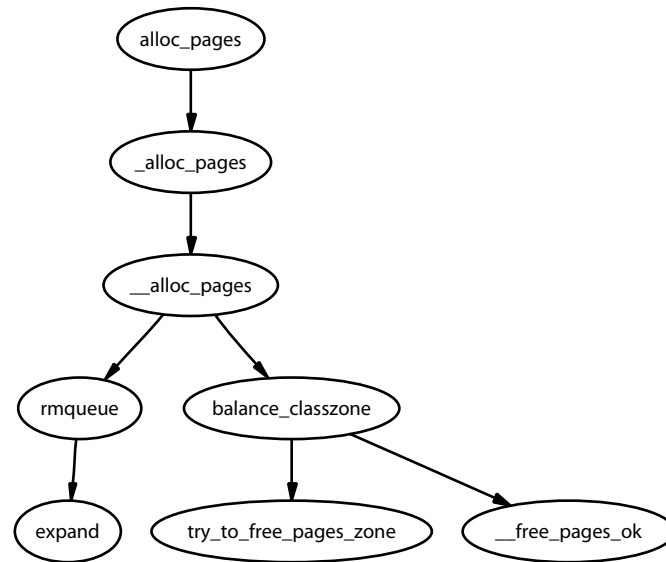 alloc_pages
_alloc_pages
__alloc_pages
rmqueue
balance_classzone
expand
try_to_free_pages_zone
__free_pages_ok